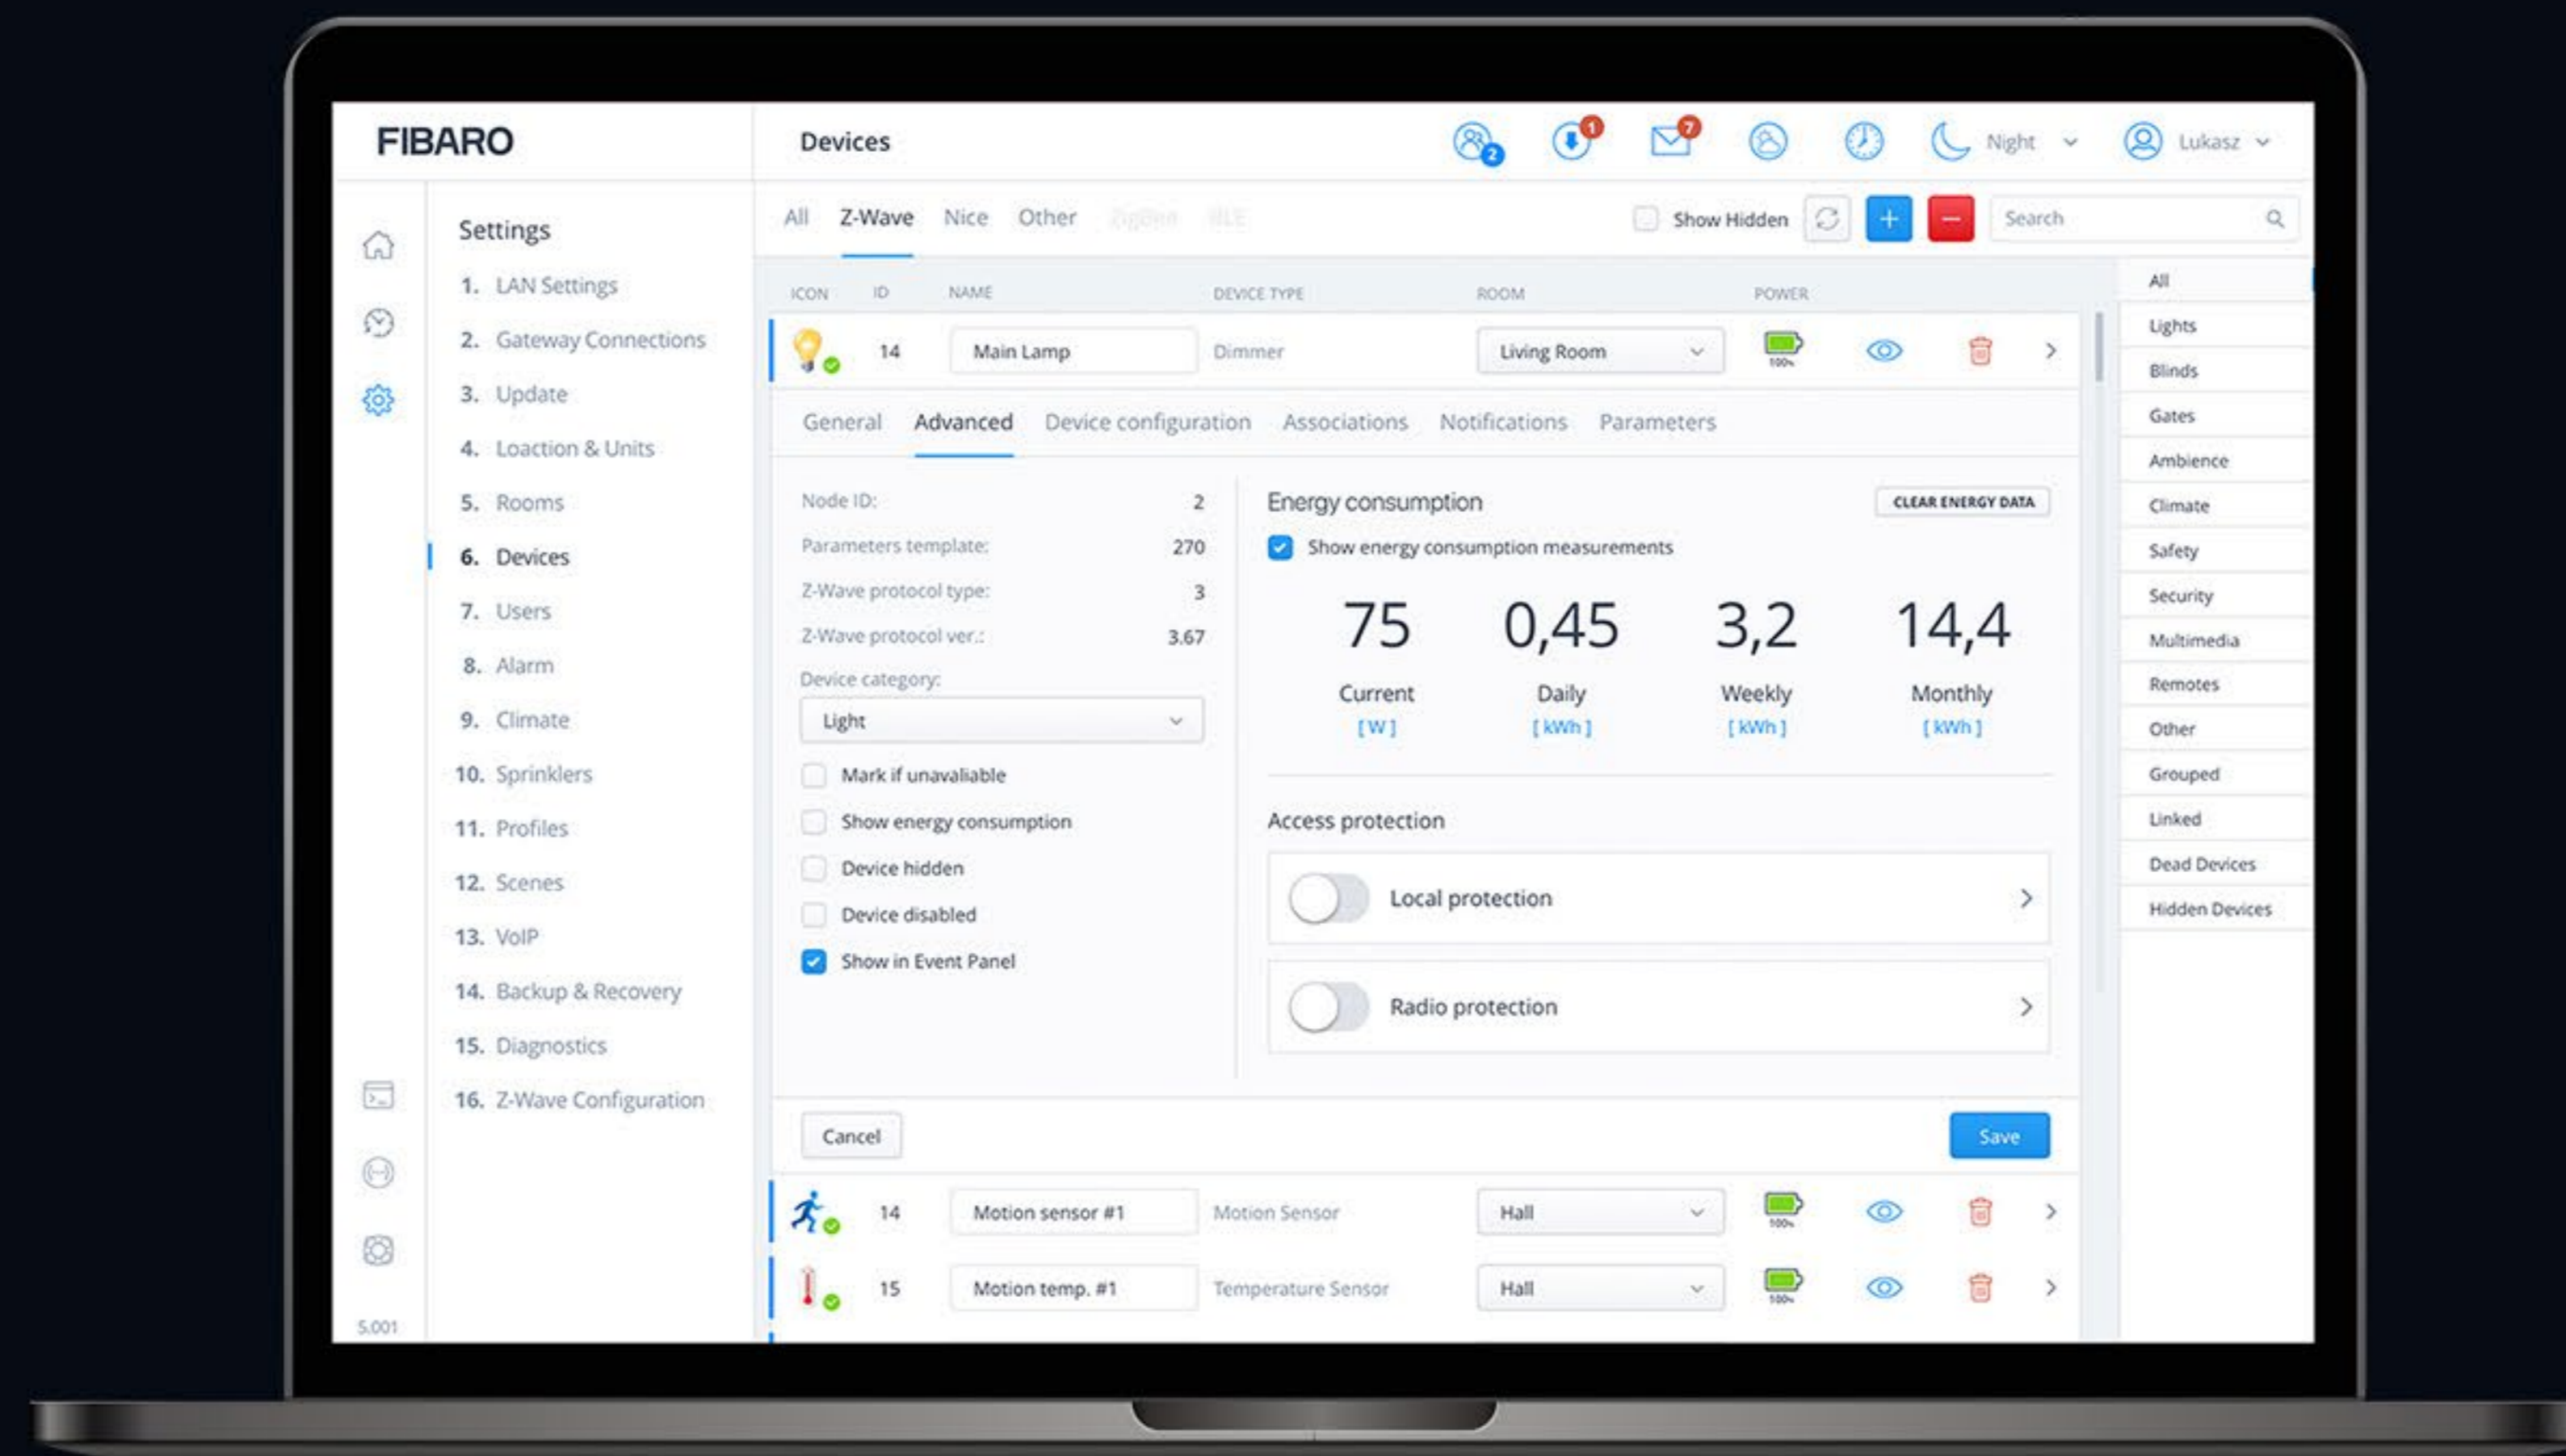 FIBARO
Devices
2
1
7
Night
Lukasz
Settings
1. LAN Settings
2. Gateway Connections
3. Update
4. Loaction & Units
5. Rooms
6. Devices
7. Users
8. Alarm
9. Climate
10. Sprinklers
11. Profiles
12. Scenes
13. VoIP
14. Backup & Recovery
15. Diagnostics
16. Z-Wave Configuration
5.001
All Z-Wave Nice Other ZigBee BLE
Show Hidden
+
−
Search
ICON ID NAME DEVICE TYPE ROOM POWER
14 Main Lamp Dimmer Living Room 100%
General Advanced Device configuration Associations Notifications Parameters
Node ID: 2
Parameters template: 270
Z-Wave protocol type: 3
Z-Wave protocol ver.: 3.67
Device category:
Light
Mark if unavaliable
Show energy consumption
Device hidden
Device disabled
Show in Event Panel
Energy consumption
CLEAR ENERGY DATA
Show energy consumption measurements
75 0,45 3,2 14,4
Current Daily Weekly Monthly
[ W ] [ kWh ] [ kWh ] [ kWh ]
Access protection
Local protection
Radio protection
Cancel
Save
14 Motion sensor #1 Motion Sensor Hall 100%
15 Motion temp. #1 Temperature Sensor Hall 100%
All
Lights
Blinds
Gates
Ambience
Climate
Safety
Security
Multimedia
Remotes
Other
Grouped
Linked
Dead Devices
Hidden Devices